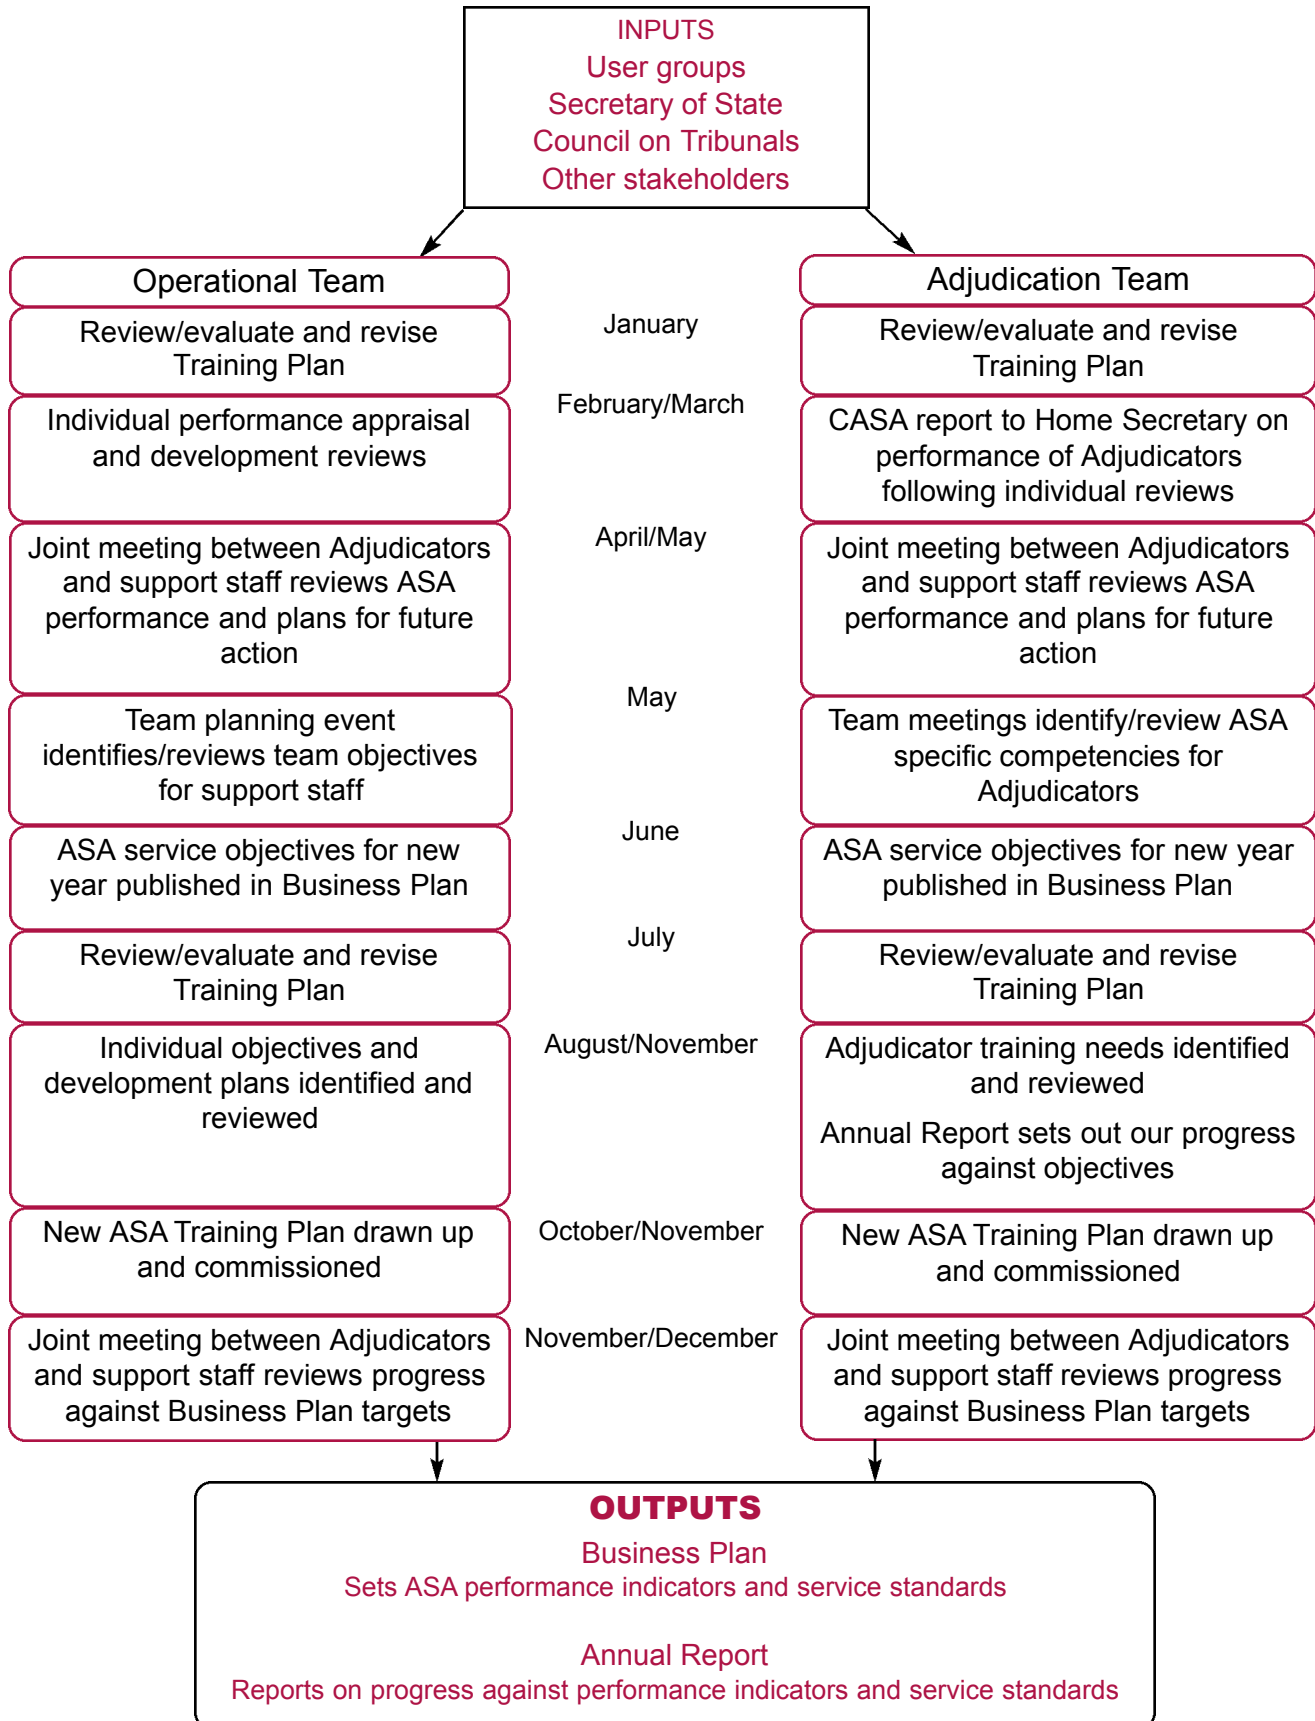 INPUTS
User groups
Secretary of State
Council on Tribunals
Other stakeholders
Operational Team
Adjudication Team
January
Review/evaluate and revise
Training Plan
Review/evaluate and revise
Training Plan
February/March
Individual performance appraisal
and development reviews
CASA report to Home Secretary on
performance of Adjudicators
following individual reviews
April/May
Joint meeting between Adjudicators
and support staff reviews ASA
performance and plans for future
action
Joint meeting between Adjudicators
and support staff reviews ASA
performance and plans for future
action
May
Team planning event
identifies/reviews team objectives
for support staff
Team meetings identify/review ASA
specific competencies for
Adjudicators
June
ASA service objectives for new
year published in Business Plan
ASA service objectives for new year
published in Business Plan
July
Review/evaluate and revise
Training Plan
Review/evaluate and revise
Training Plan
August/November
Individual objectives and
development plans identified and
reviewed
Adjudicator training needs identified
and reviewed
Annual Report sets out our progress
against objectives
October/November
New ASA Training Plan drawn up
and commissioned
New ASA Training Plan drawn up
and commissioned
November/December
Joint meeting between Adjudicators
and support staff reviews progress
against Business Plan targets
Joint meeting between Adjudicators
and support staff reviews progress
against Business Plan targets
OUTPUTS
Business Plan
Sets ASA performance indicators and service standards
Annual Report
Reports on progress against performance indicators and service standards